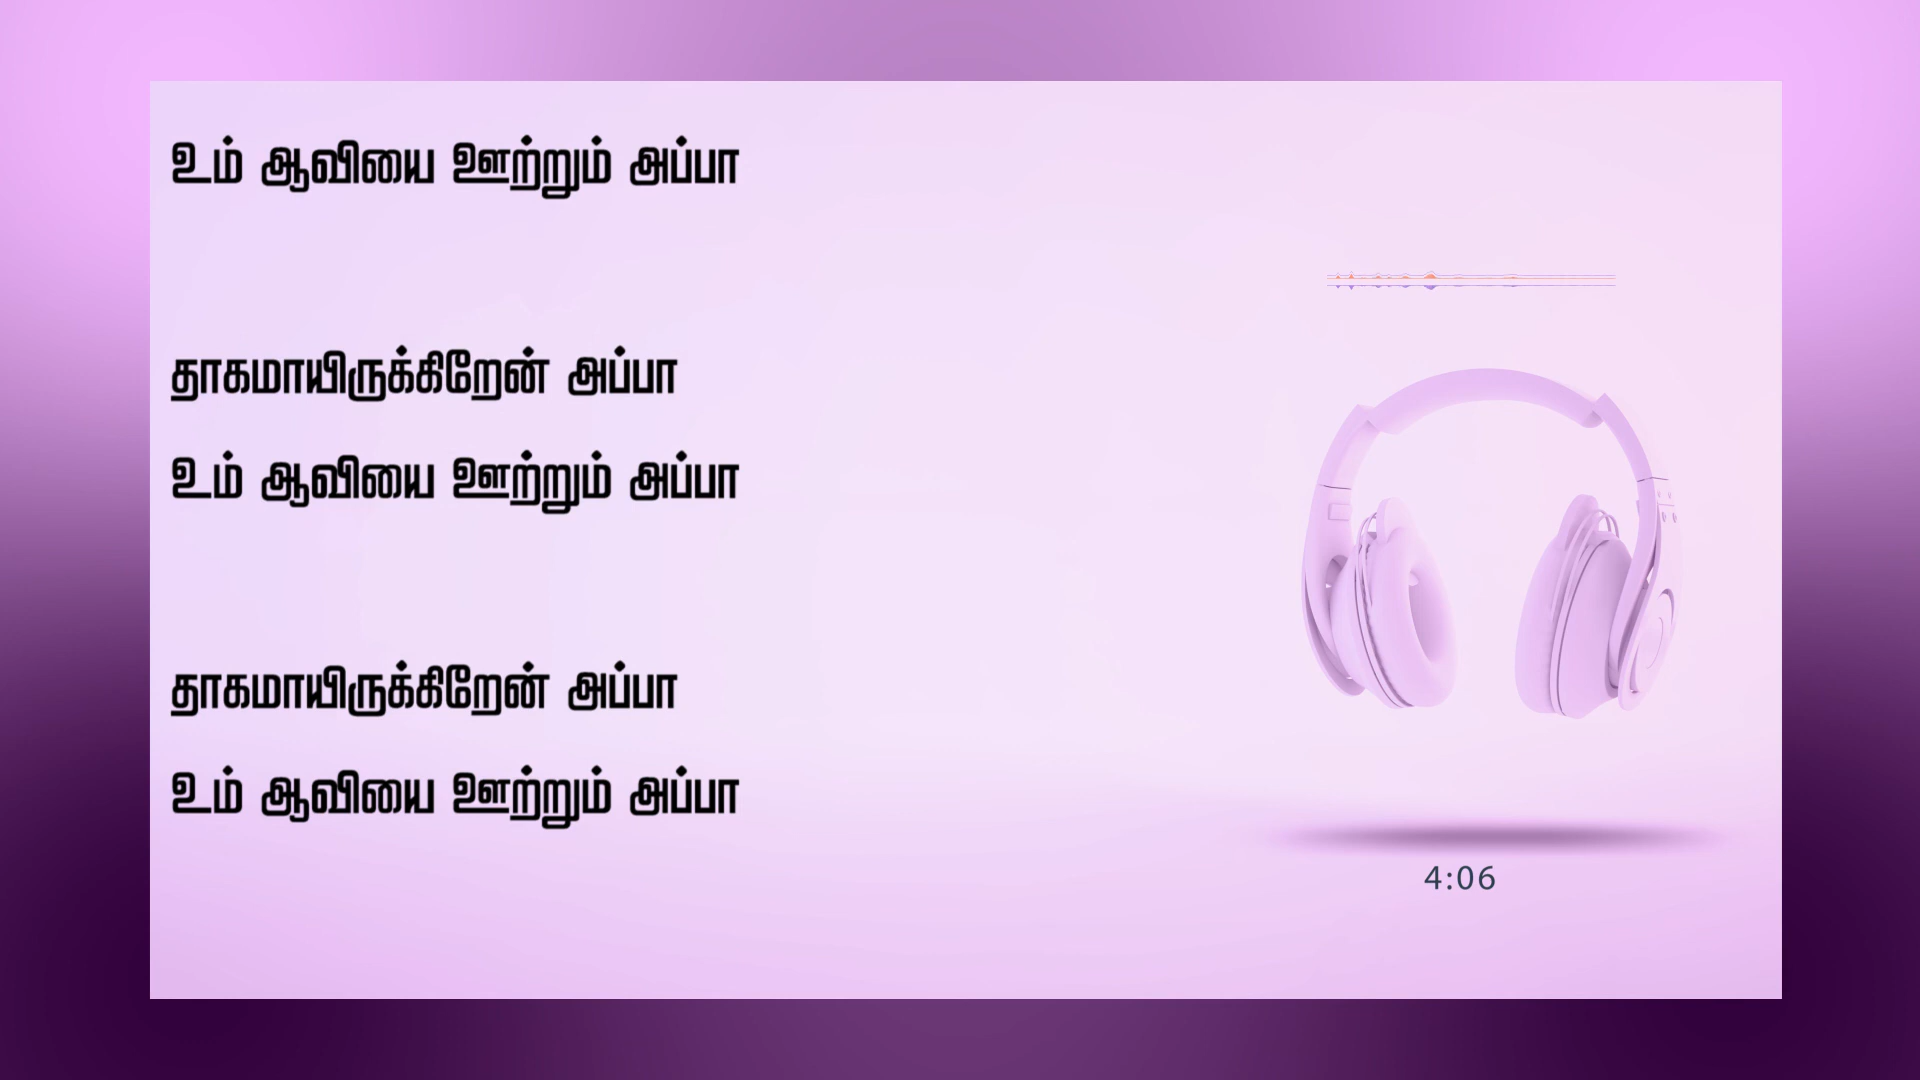 உம் ஆவியை ஊற்றும் அப்பா
தாகமாயிருக்கிறேன் அப்பா
உம் ஆவியை ஊற்றும் அப்பா
தாகமாயிருக்கிறேன் அப்பா
உம் ஆவியை ஊற்றும் அப்பா
4:06